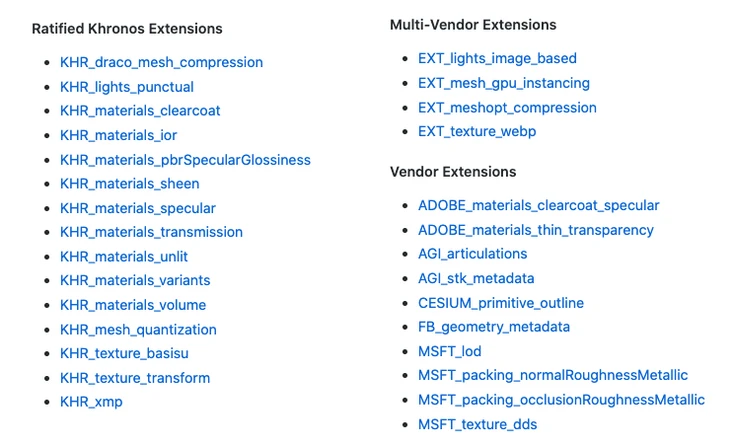 Ratified Khronos Extensions
KHR_draco_mesh_compression
KHR_lights_punctual
KHR_materials_clearcoat
KHR_materials_ior
KHR_materials_pbrSpecularGlossiness
KHR_materials_sheen
KHR_materials_specular
KHR_materials_transmission
KHR_materials_unlit
KHR_materials_variants
KHR_materials_volume
KHR_mesh_quantization
KHR_texture_basisu
KHR_texture_transform
KHR_xmp
Multi-Vendor Extensions
EXT_lights_image_based
EXT_mesh_gpu_instancing
EXT_meshopt_compression
EXT_texture_webp
Vendor Extensions
ADOBE_materials_clearcoat_specular
ADOBE_materials_thin_transparency
AGI_articulations
AGI_stk_metadata
CESIUM_primitive_outline
FB_geometry_metadata
MSFT_lod
MSFT_packing_normalRoughnessMetallic
MSFT_packing_occlusionRoughnessMetallic
MSFT_texture_dds